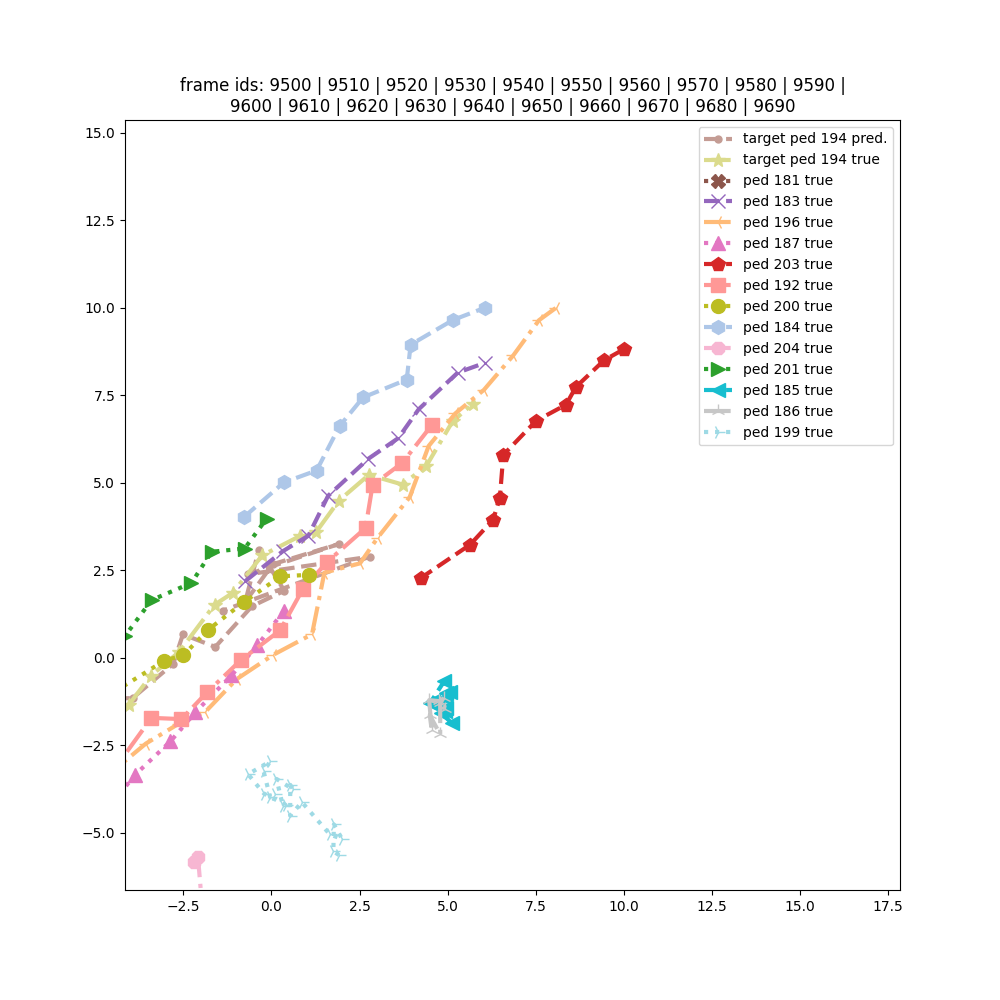 frame ids: 9500 | 9510 | 9520 | 9530 | 9540 | 9550 | 9560 | 9570 | 9580 | 9590 |
9600 | 9610 | 9620 | 9630 | 9640 | 9650 | 9660 | 9670 | 9680 | 9690
15.0
12.5
10.0
7.5
5.0
2.5
0.0
−2.5
−5.0
−2.5
0.0
2.5
5.0
7.5
10.0
12.5
15.0
17.5
target ped 194 pred.
target ped 194 true
ped 181 true
ped 183 true
ped 196 true
ped 187 true
ped 203 true
ped 192 true
ped 200 true
ped 184 true
ped 204 true
ped 201 true
ped 185 true
ped 186 true
ped 199 true